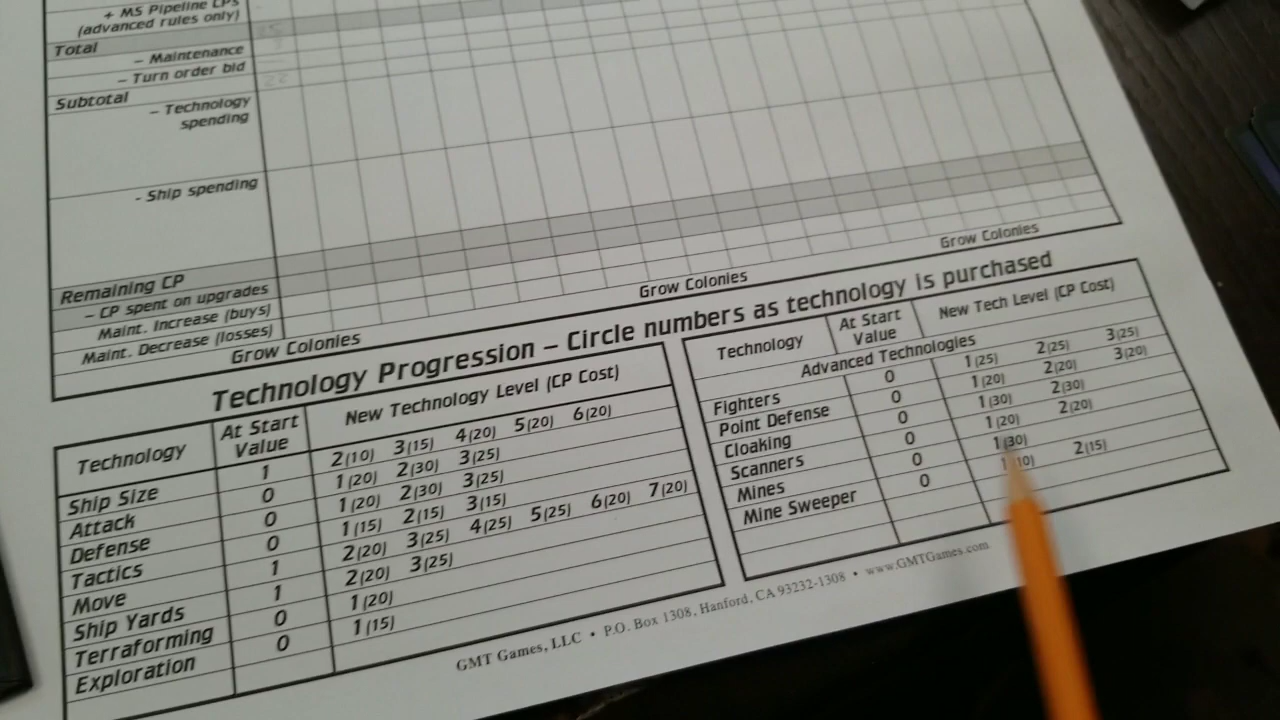 + MS Pipeline CPs
(advanced rules only)
Total
– Maintenance
– Turn order bid
Subtotal
– Technology
spending
- Ship spending
Remaining CP
– CP spent on upgrades
Maint. Increase (buys)
Maint. Decrease (losses)
Grow Colonies Grow Colonies Grow Colonies
Technology Progression – Circle numbers as technology is purchased
Technology At Start Value New Technology Level (CP Cost)
Ship Size 1 2(10) 3(15) 4(20) 5(20) 6(20)
Attack 0 1(20) 2(30) 3(25)
Defense 0 1(20) 2(30) 3(25)
Tactics 0 1(15) 2(15) 3(15)
Move 1 2(20) 3(25) 4(25) 5(25) 6(20) 7(20)
Ship Yards 1 2(20) 3(25)
Terraforming 0 1(20)
Exploration 0 1(15)
Technology At Start Value New Tech Level (CP Cost)
Advanced Technologies
Fighters 0 1(25) 2(25) 3(25)
Point Defense 0 1(20) 2(20) 3(20)
Cloaking 0 1(30) 2(30)
Scanners 0 1(20) 2(20)
Mines 0 1(30)
Mine Sweeper 0 2(15)
GMT Games, LLC • P.O. Box 1308, Hanford, CA 93232-1308 • www.GMTGames.com